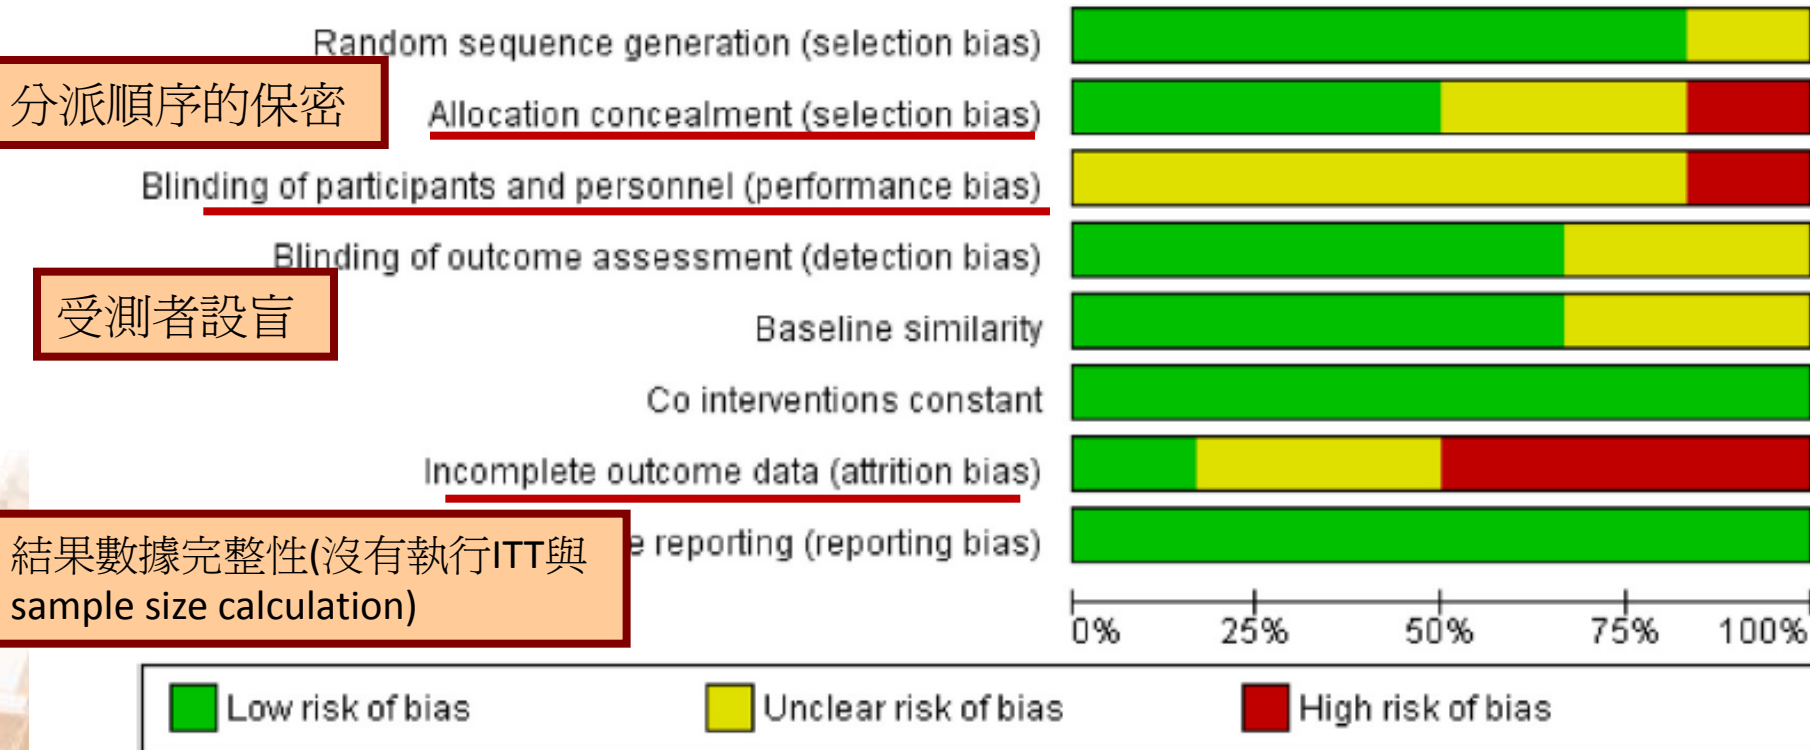 Random sequence generation (selection bias)
分派順序的保密
Allocation concealment (selection bias)
Blinding of participants and personnel (performance bias)
Blinding of outcome assessment (detection bias)
受測者設盲
Baseline similarity
Co interventions constant
Incomplete outcome data (attrition bias)
結果數據完整性(沒有執行ITT與
sample size calculation)
reporting (reporting bias)
0% 25% 50% 75% 100%
Low risk of bias Unclear risk of bias High risk of bias